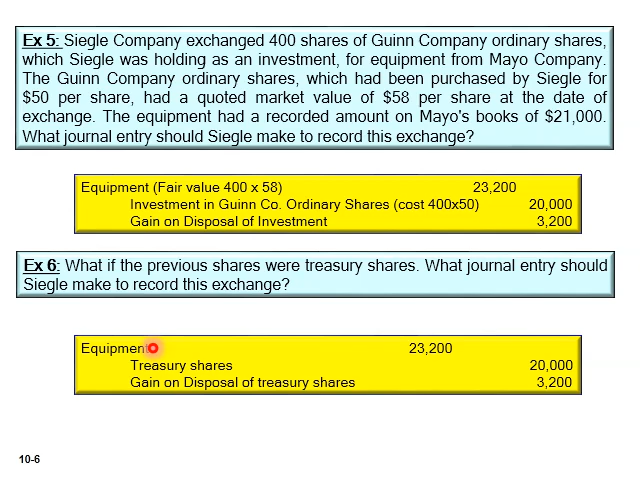 Ex 5: Siegle Company exchanged 400 shares of Guinn Company ordinary shares,
which Siegle was holding as an investment, for equipment from Mayo Company.
The Guinn Company ordinary shares, which had been purchased by Siegle for
$50 per share, had a quoted market value of $58 per share at the date of
exchange. The equipment had a recorded amount on Mayo's books of $21,000.
What journal entry should Siegle make to record this exchange?
Equipment (Fair value 400 x 58) 23,200
Investment in Guinn Co. Ordinary Shares (cost 400x50) 20,000
Gain on Disposal of Investment 3,200
Ex 6: What if the previous shares were treasury shares. What journal entry should
Siegle make to record this exchange?
Equipment 23,200
Treasury shares 20,000
Gain on Disposal of treasury shares 3,200
10-6